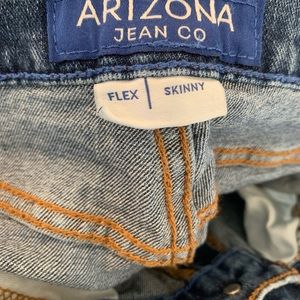 ARIZONA
JEAN CO
FLEX | SKINNY